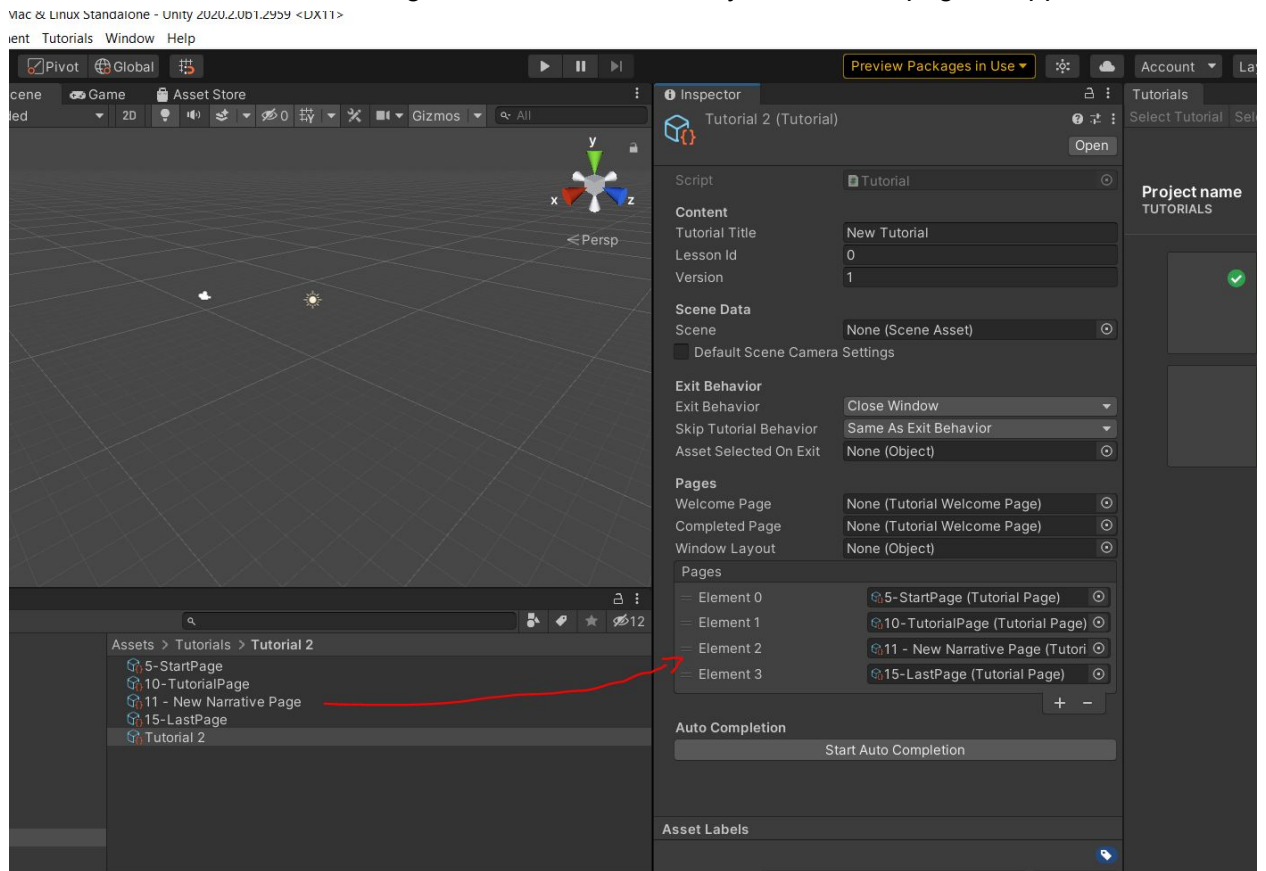 Mac & Linux Standalone - Unity 2020.2.0b1.2959 <DX11>
ent Tutorials Window Help
Pivot Global Preview Packages in Use Account
cene Game Asset Store
2D 0 Gizmos All
y
x z
Persp
Inspector
Tutorial 2 (Tutorial)
Open
Script Tutorial
Content
Tutorial Title New Tutorial
Lesson Id 0
Version 1
Scene Data
Scene None (Scene Asset)
Default Scene Camera Settings
Exit Behavior
Exit Behavior Close Window
Skip Tutorial Behavior Same As Exit Behavior
Asset Selected On Exit None (Object)
Pages
Welcome Page None (Tutorial Welcome Page)
Completed Page None (Tutorial Welcome Page)
Window Layout None (Object)
Pages
Element 0 5-StartPage (Tutorial Page)
Element 1 10-TutorialPage (Tutorial Page)
Element 2 11 - New Narrative Page (Tutori
Element 3 15-LastPage (Tutorial Page)
+ -
Auto Completion
Start Auto Completion
Asset Labels
Tutorials
Select Tutorial
Project name
TUTORIALS
12
Assets > Tutorials > Tutorial 2
5-StartPage
10-TutorialPage
11 - New Narrative Page
15-LastPage
Tutorial 2